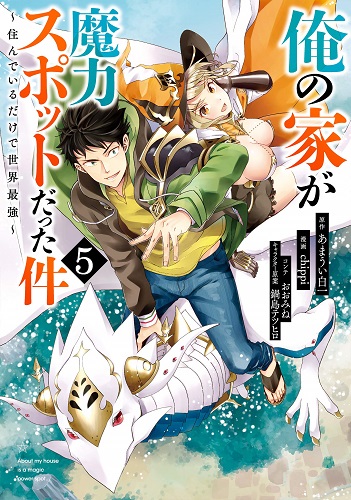 俺の家が
魔力
スポットだった件
～住んでいるだけで世界最強～
5
原作 あまうい白一
漫画 chippi
コンテ おおみね
キャラクター原案 鍋島テツヒロ
About my house
is a magic
power spot